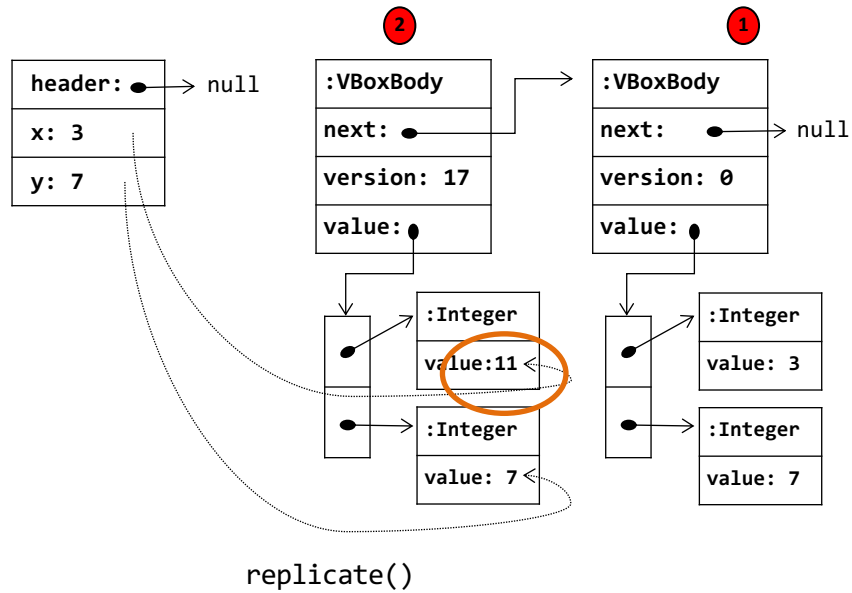 2
1
header:
null
x: 3
y: 7
:VBoxBody
next:
version: 17
value:
:VBoxBody
next:
null
version: 0
value:
:Integer
value:11
:Integer
value: 7
:Integer
value: 3
:Integer
value: 7
replicate()